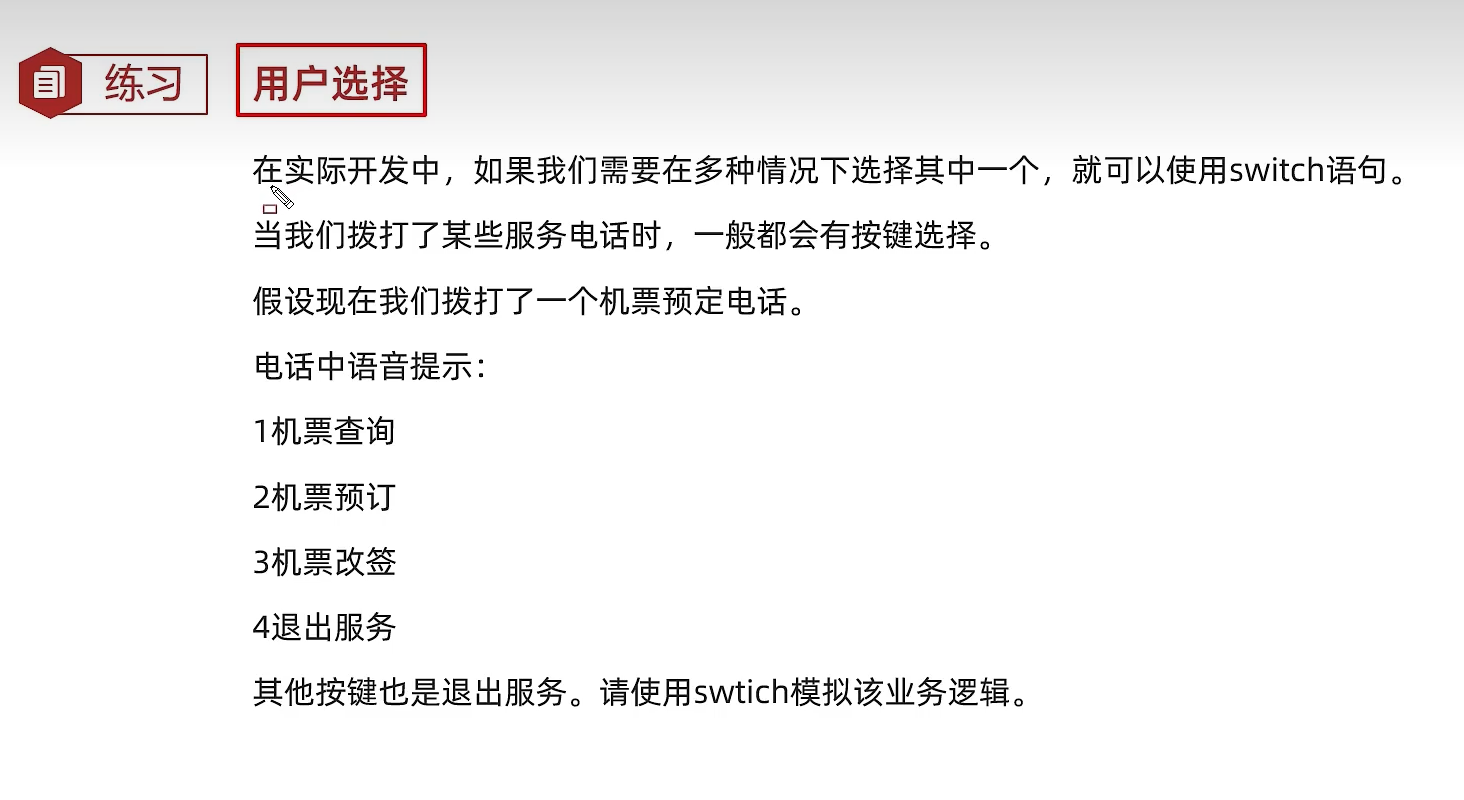 练习
用户选择
在实际开发中，如果我们需要在多种情况下选择其中一个，就可以使用switch语句。
当我们拨打了某些服务电话时，一般都会有按键选择。
假设现在我们拨打了一个机票预定电话。
电话中语音提示：
1机票查询
2机票预订
3机票改签
4退出服务
其他按键也是退出服务。请使用swtich模拟该业务逻辑。